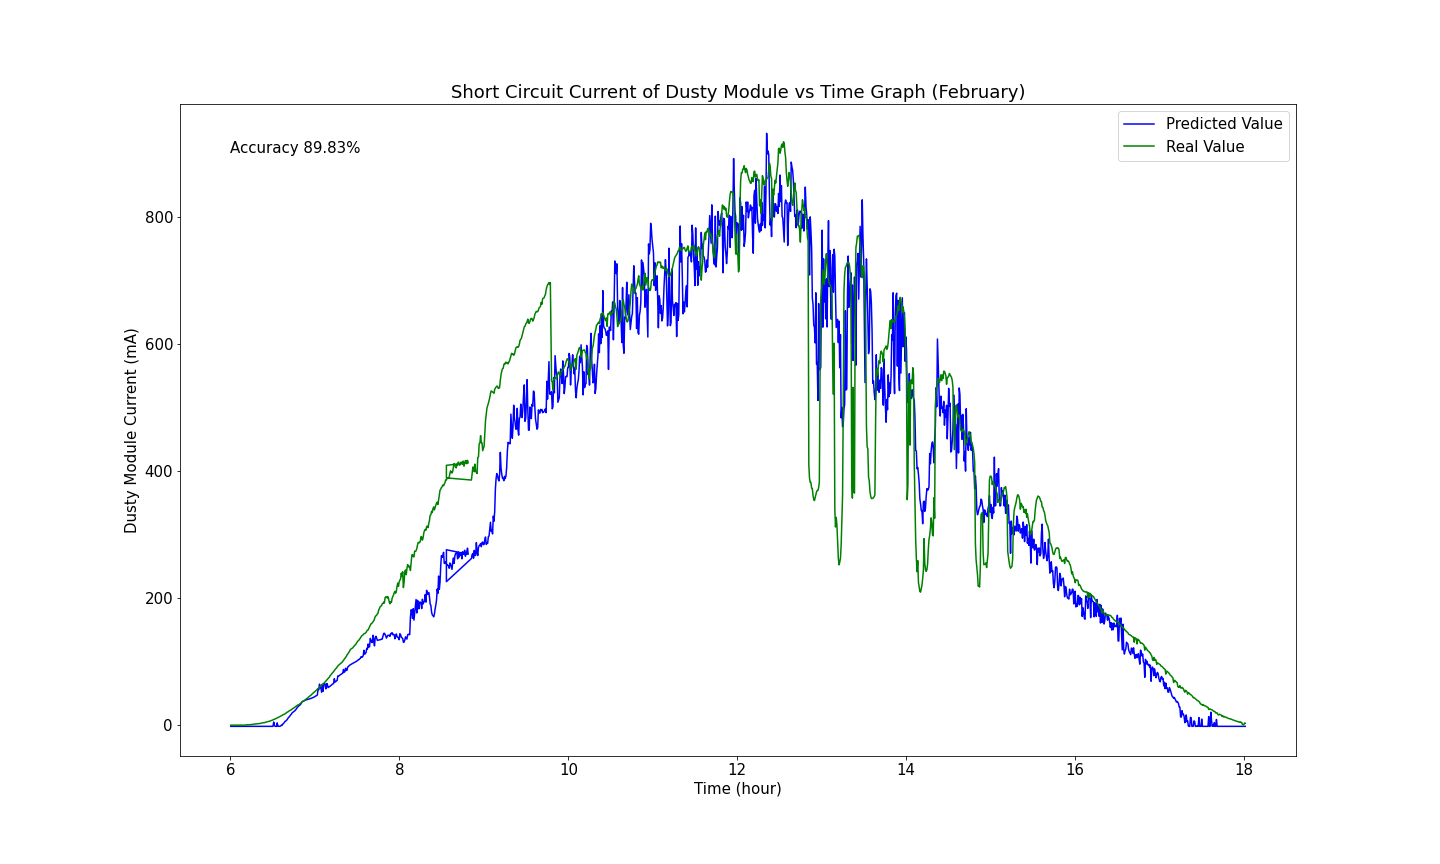 Short Circuit Current of Dusty Module vs Time Graph (February)
Predicted Value
Real Value
Accuracy 89.83%
Dusty Module Current (mA)
800
600
400
200
0
6 8 10 12 14 16 18
Time (hour)